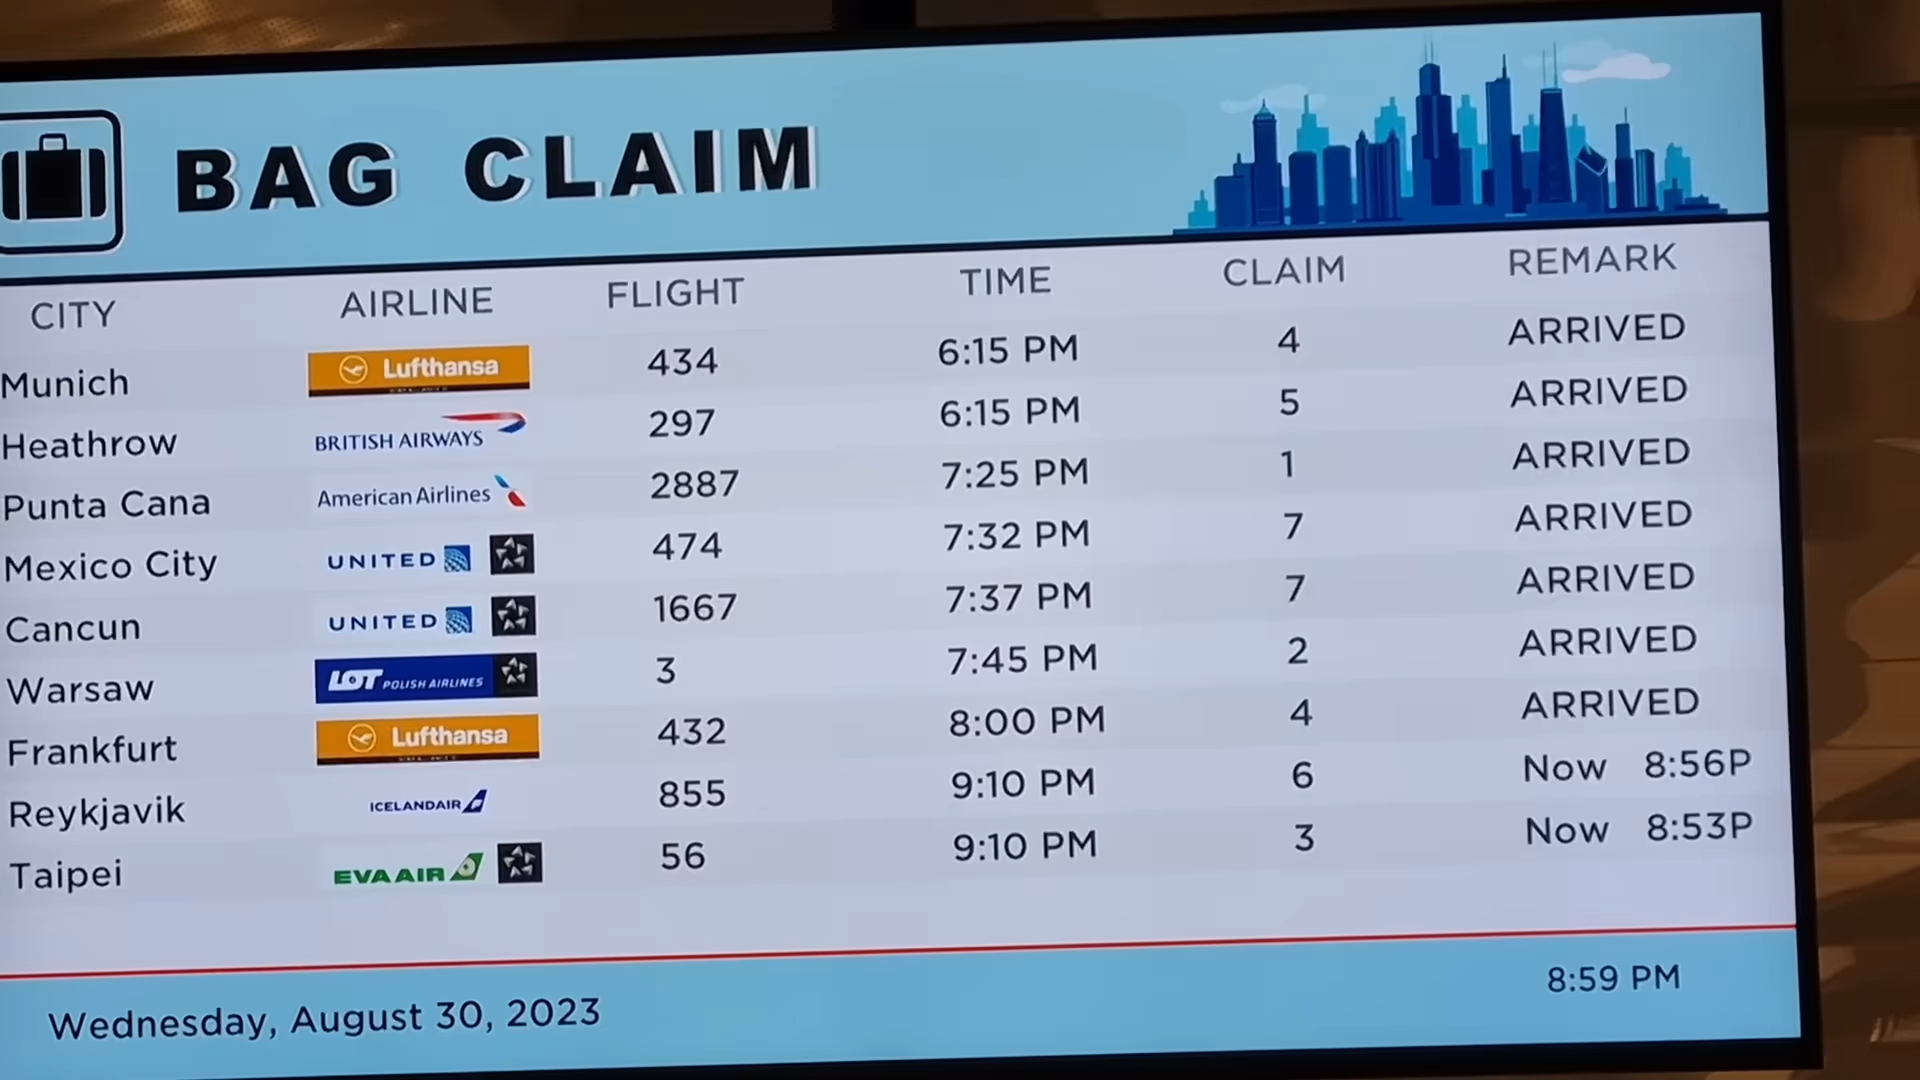 BAG CLAIM
CITY AIRLINE FLIGHT TIME CLAIM REMARK
Munich Lufthansa 434 6:15 PM 4 ARRIVED
Heathrow BRITISH AIRWAYS 297 6:15 PM 5 ARRIVED
Punta Cana American Airlines 2887 7:25 PM 1 ARRIVED
Mexico City UNITED 474 7:32 PM 7 ARRIVED
Cancun UNITED 1667 7:37 PM 7 ARRIVED
Warsaw LOT POLISH AIRLINES 3 7:45 PM 2 ARRIVED
Frankfurt Lufthansa 432 8:00 PM 4 ARRIVED
Reykjavik ICELANDAIR 855 9:10 PM 6 Now 8:56P
Taipei EVA AIR 56 9:10 PM 3 Now 8:53P
Wednesday, August 30, 2023 8:59 PM